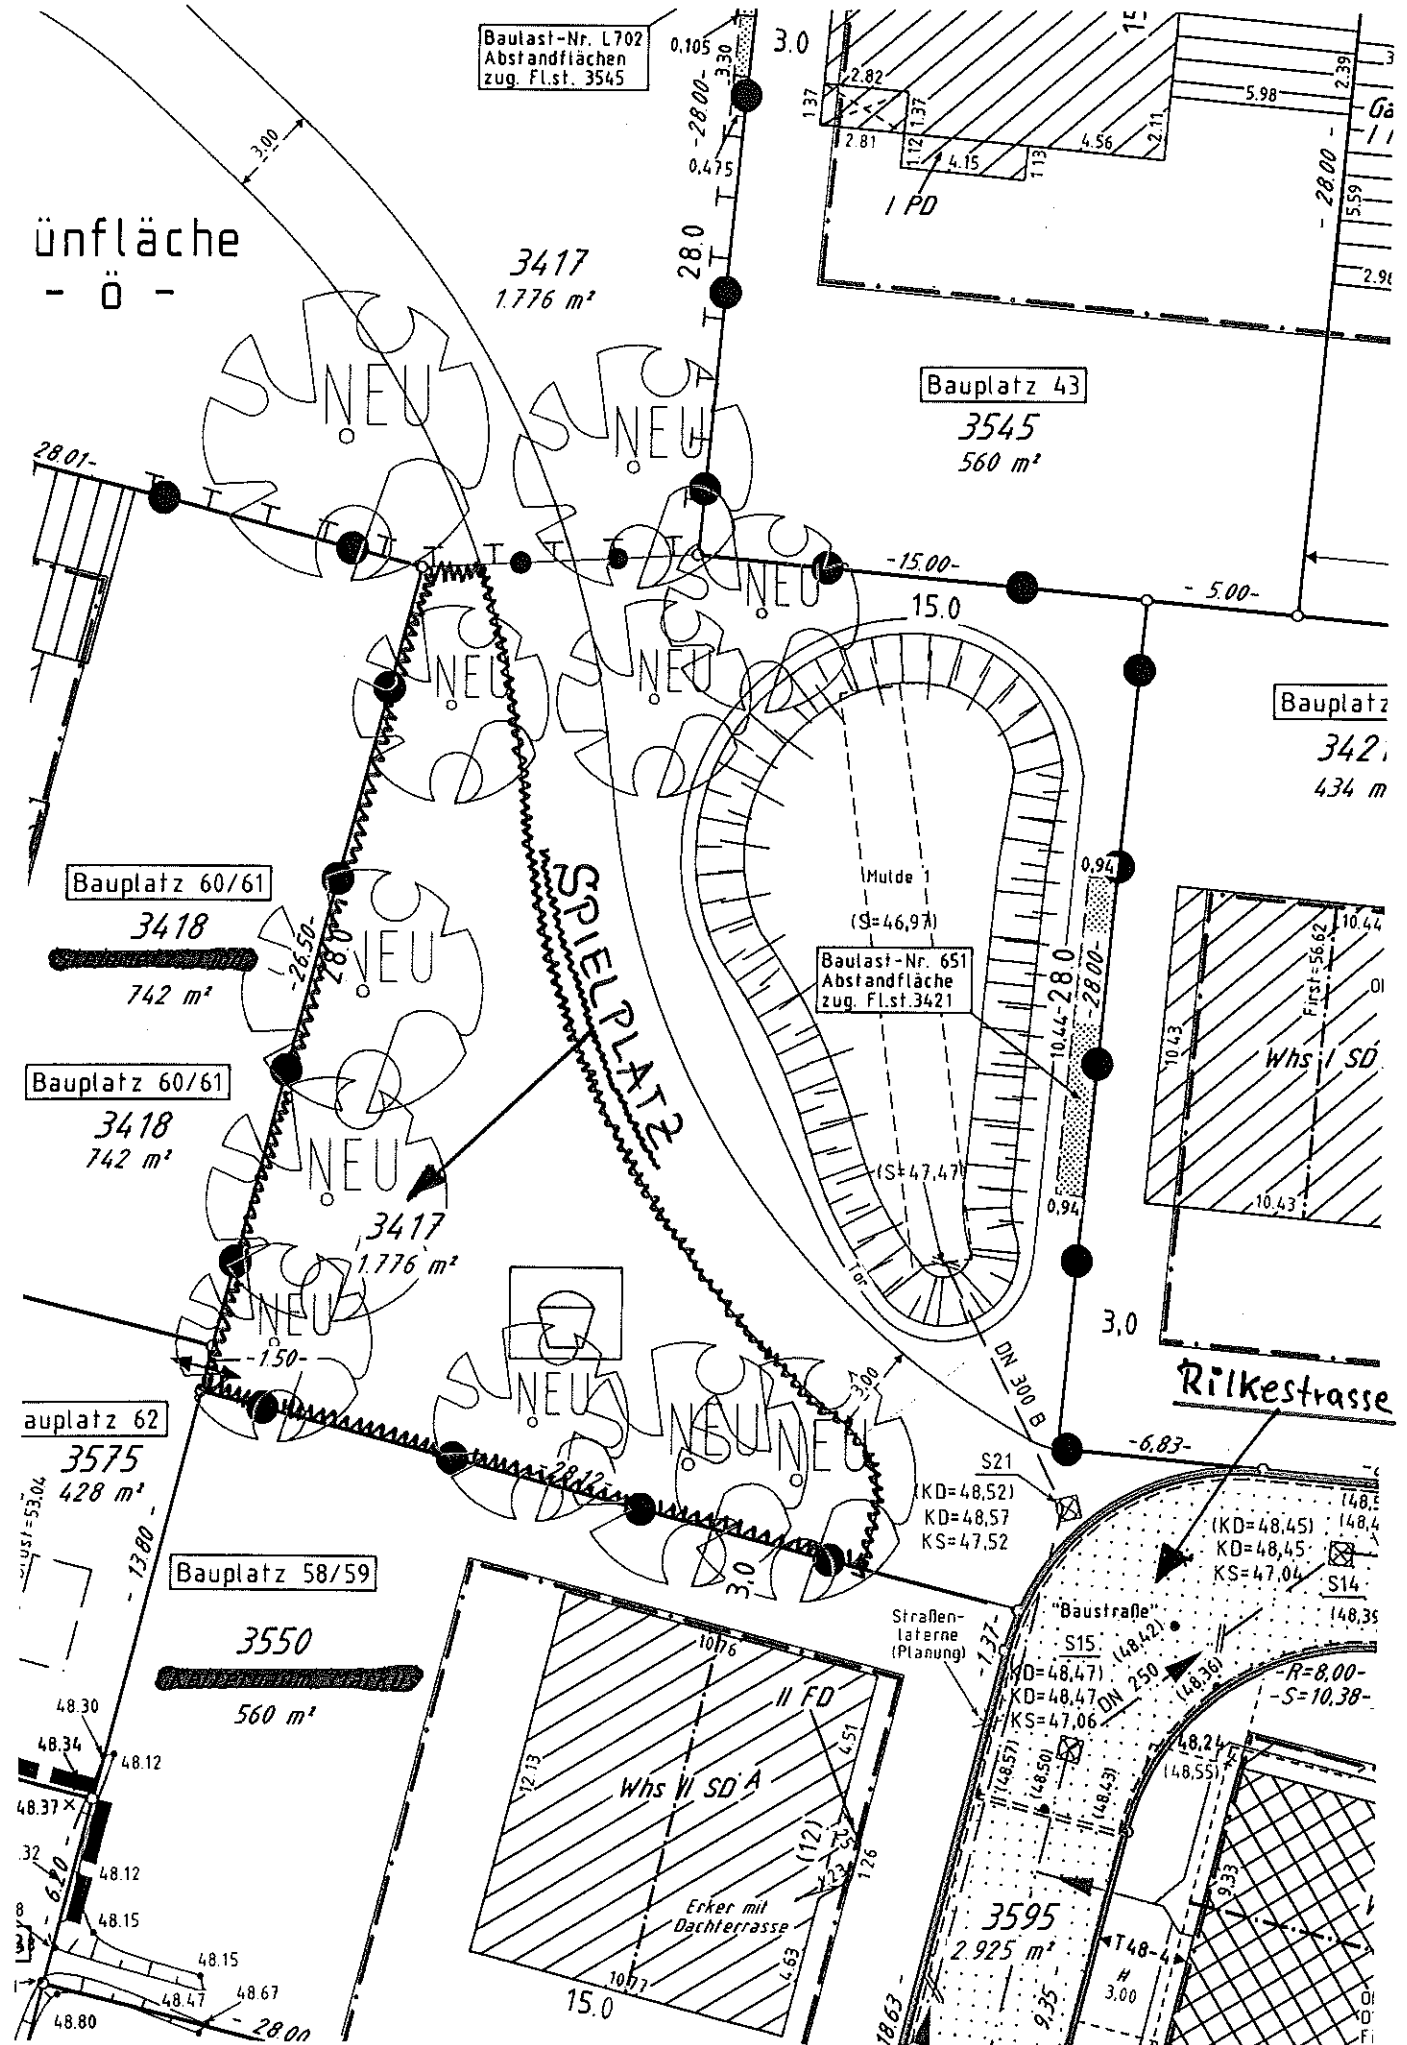 Baulast-Nr. L702
Abstandflächen
zug. Fl.st. 3545
0,105
3.30
-28.00-
0,475
3.0
1.37
2.82
1.37
2.81
1.12
4.15
1.13
4.56
2.11
15
5.98
2.39
Ga
- 28.00 -
5.59
I PD
3.00
ünfläche
- Ö -
3417
1.776 m²
28.0
NEU
NEU
Bauplatz 43
3545
560 m²
28.01-
-15.00-
15.0
- 5.00-
NEU
NEU
NEU
Bauplatz
3421
434 m
Mulde 1
(S=46,97)
0,94
Bauplatz 60/61
3418
742 m²
-26.50-
28.0
NEU
SPIELPLATZ
Baulast-Nr. 651
Abstandfläche
zug. Fl.st.3421
10.44
28.0
-28.00-
10.44
First=56.62
10.43
Whs I SD
10.43
Bauplatz 60/61
3418
742 m²
NEU
(S=47,47)
0,94
3417
1.776 m²
Tor
3,0
NEU
-1.50-
NEU
NEU
NEU
3.00
DN 300 B
Rilkestrasse
-6,83-
auplatz 62
3575
428 m²
- 13.80 -
-28.12-
3.0
S21
(KD=48,52)
KD=48,57
KS=47,52
(KD=48,45)
KD=48,45
KS=47,04
S14
Bauplatz 58/59
3550
560 m²
Straßen-
laterne
(Planung)
-1.37-
"Baustraße"
S15
KD=48,47)
KD=48,47
KS=47,06
(48,42)
DN 250
(48,36)
-R=8,00-
-S=10,38-
10.76
II FD
4.51
12.13
Whs II SD A
(12)
1.23
1.26
Erker mit
Dachterrasse
4.63
10.77
15.0
48.30
48.34
48.12
48.37
.32
48.12
6.20
48.15
48.15
48.47
48.67
48.80
- 28.00
(48,57)
(48,50)
(48,43)
48,24
(48,55)
3595
2.925 m²
T48-4
H
3,00
9.33
9.35 -
18.63 -